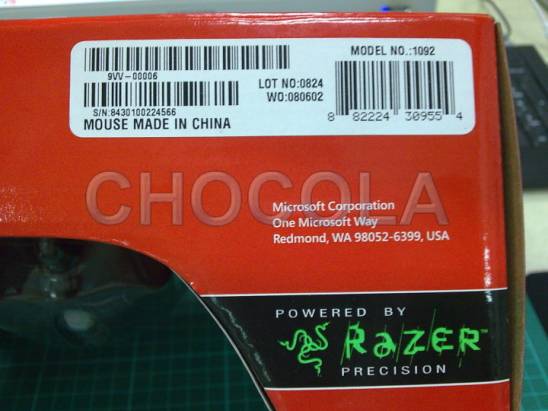 MODEL NO.:1092
9VV-00006
LOT NO:0824
WO:080602
S/N:8430100224566
8 82224 30955 4
MOUSE MADE IN CHINA
CHOCOLA
Microsoft Corporation
One Microsoft Way
Redmond, WA 98052-6399, USA
POWERED BY
RAZER™
PRECISION